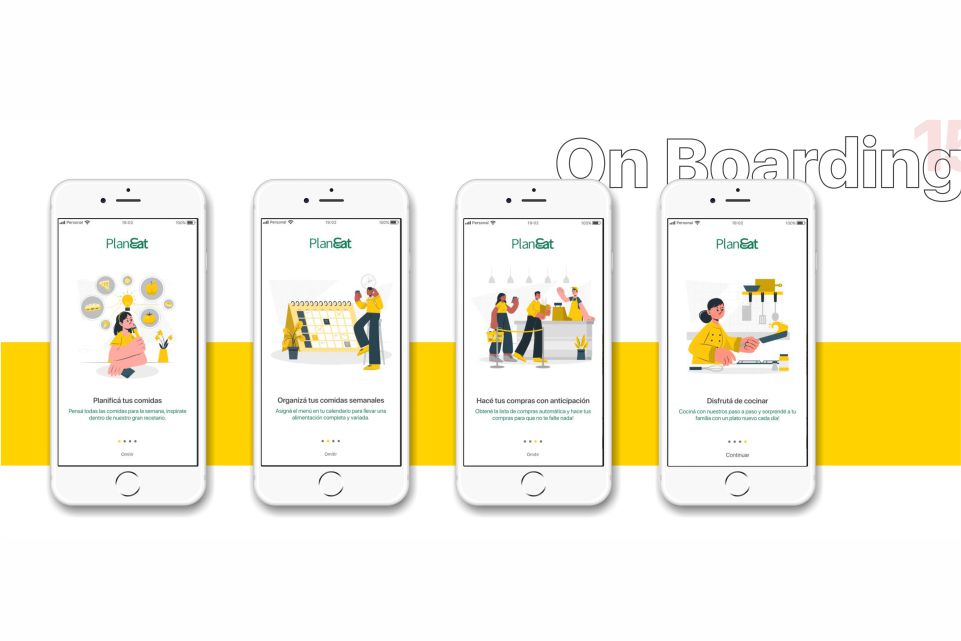 On Boarding
15
Personal 19:03 100%
PlanEat
Planificá tus comidas
Pensá todas las comidas para la semana, inspirate
dentro de nuestro gran recetario.
Omitir
Personal 19:03 100%
PlanEat
Organizá tus comidas semanales
Asigná el menú en tu calendario para llevar una
alimentación completa y variada.
Omitir
Personal 19:03 100%
PlanEat
Hacé tus compras con anticipación
Obtené la lista de compras automática y hace tus
compras para que no te falte nada!
Omitir
Personal 19:03 100%
PlanEat
Disfrutá de cocinar
Cociná con nuestros paso a paso y sorprendé a tu
familia con un plato nuevo cada día!
Continuar